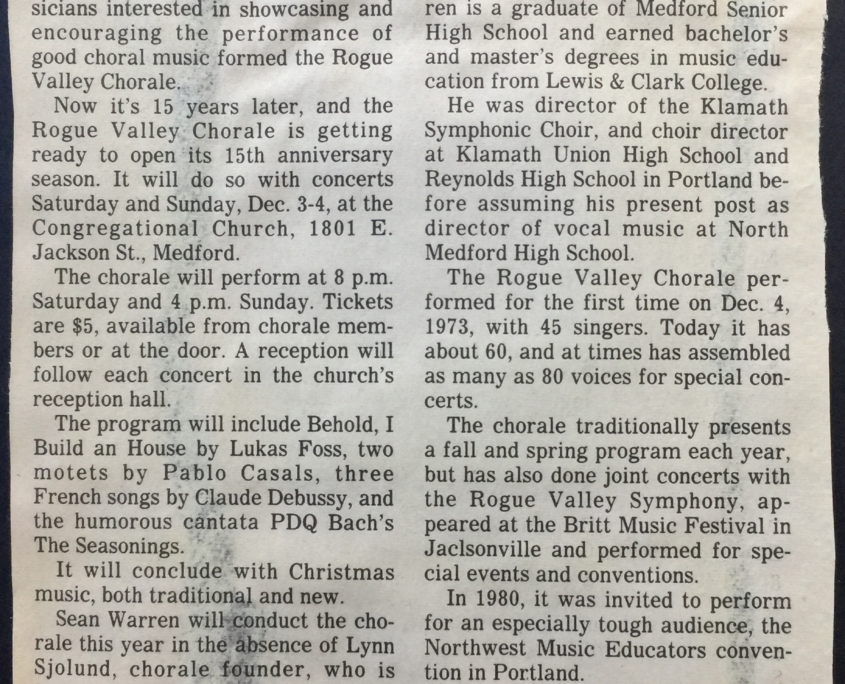 sicians interested in showcasing and
encouraging the performance of
good choral music formed the Rogue
Valley Chorale.
Now it's 15 years later, and the
Rogue Valley Chorale is getting
ready to open its 15th anniversary
season. It will do so with concerts
Saturday and Sunday, Dec. 3-4, at the
Congregational Church, 1801 E.
Jackson St., Medford.
The chorale will perform at 8 p.m.
Saturday and 4 p.m. Sunday. Tickets
are $5, available from chorale mem-
bers or at the door. A reception will
follow each concert in the church's
reception hall.
The program will include Behold, I
Build an House by Lukas Foss, two
motets by Pablo Casals, three
French songs by Claude Debussy, and
the humorous cantata PDQ Bach's
The Seasonings.
It will conclude with Christmas
music, both traditional and new.
Sean Warren will conduct the cho-
rale this year in the absence of Lynn
Sjolund, chorale founder, who is
ren is a graduate of Medford Senior
High School and earned bachelor's
and master's degrees in music edu-
cation from Lewis & Clark College.
He was director of the Klamath
Symphonic Choir, and choir director
at Klamath Union High School and
Reynolds High School in Portland be-
fore assuming his present post as
director of vocal music at North
Medford High School.
The Rogue Valley Chorale per-
formed for the first time on Dec. 4,
1973, with 45 singers. Today it has
about 60, and at times has assembled
as many as 80 voices for special con-
certs.
The chorale traditionally presents
a fall and spring program each year,
but has also done joint concerts with
the Rogue Valley Symphony, ap-
peared at the Britt Music Festival in
Jaclsonville and performed for spe-
cial events and conventions.
In 1980, it was invited to perform
for an especially tough audience, the
Northwest Music Educators conven-
tion in Portland.